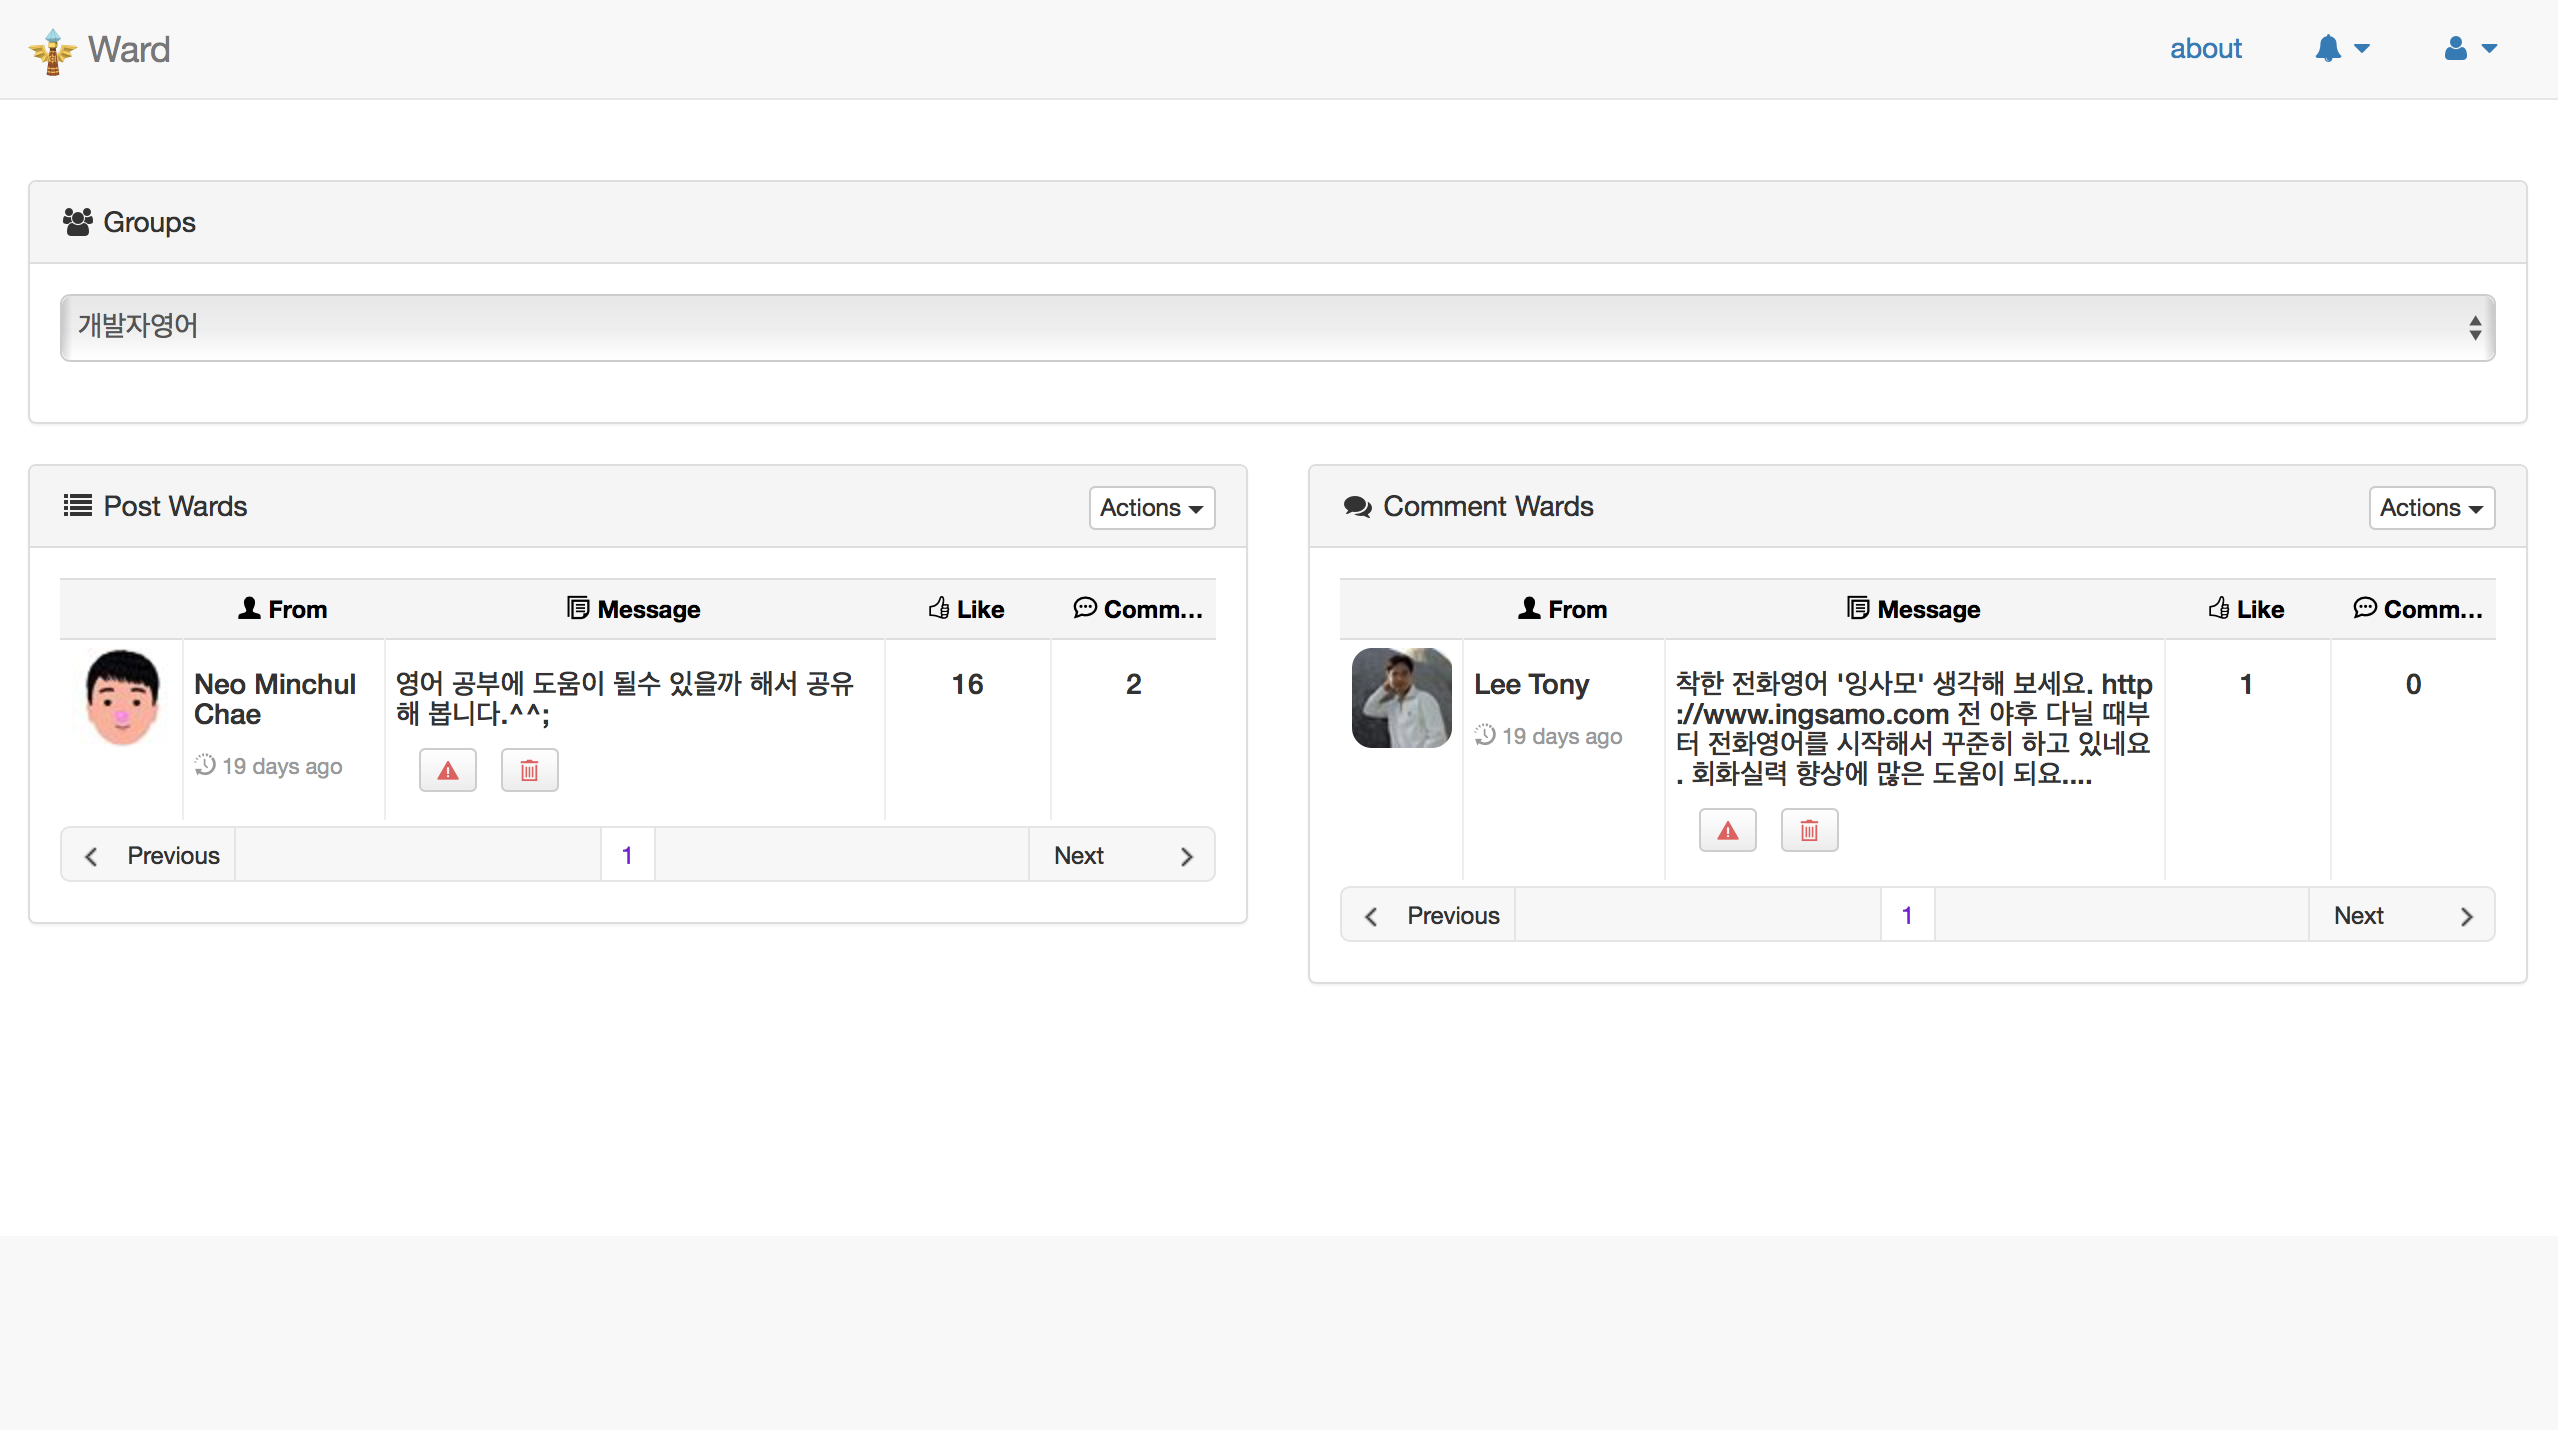 Ward
about
Groups
개발자영어
Post Wards
Actions
From Message Like Comm...
Neo Minchul
Chae
19 days ago
영어 공부에 도움이 될수 있을까 해서 공유
해 봅니다.^^;
16
2
Previous 1 Next
Comment Wards
Actions
From Message Like Comm...
Lee Tony
19 days ago
착한 전화영어 '잉사모' 생각해 보세요. http
://www.ingsamo.com 전 야후 다닐 때부
터 전화영어를 시작해서 꾸준히 하고 있네요
. 회화실력 향상에 많은 도움이 되요....
1
0
Previous 1 Next